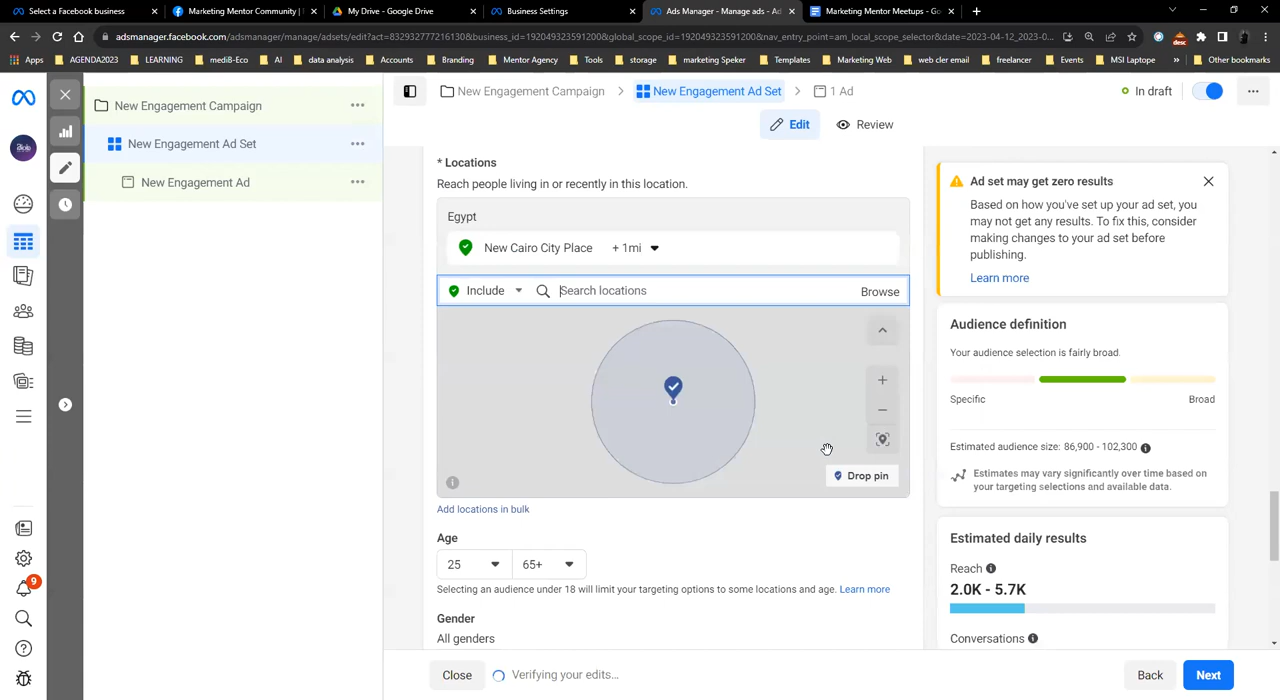 Select a Facebook business
Marketing Mentor Community |
My Drive - Google Drive
Business Settings
Ads Manager - Manage ads - Ad
Marketing Mentor Meetups - Go
adsmanager.facebook.com/adsmanager/manage/adsets/edit?act=832932777216130&business_id=192049323591200&global_scope_id=192049323591200&nav_entry_point=am_local_scope_selector&date=2023-04-12_2023-0...
Apps
AGENDA2023
LEARNING
medi8-Eco
AI
data analysis
Accounts
Branding
Mentor Agency
Tools
storage
marketing Speker
Templates
Marketing Web
web cler email
freelancer
Events
MSI Laptope
»
Other bookmarks
New Engagement Campaign
New Engagement Ad Set
New Engagement Ad
9
New Engagement Campaign
New Engagement Ad Set
1 Ad
In draft
Edit
Review
* Locations
Reach people living in or recently in this location.
Egypt
New Cairo City Place + 1mi
Include
Search locations
Browse
Drop pin
Add locations in bulk
Age
25
65+
Selecting an audience under 18 will limit your targeting options to some locations and age. Learn more
Gender
All genders
Ad set may get zero results
Based on how you've set up your ad set, you
may not get any results. To fix this, consider
making changes to your ad set before
publishing.
Learn more
Audience definition
Your audience selection is fairly broad.
Specific
Broad
Estimated audience size: 86,900 - 102,300
Estimates may vary significantly over time based on
your targeting selections and available data.
Estimated daily results
Reach
2.0K - 5.7K
Conversations
Close
Verifying your edits...
Back
Next